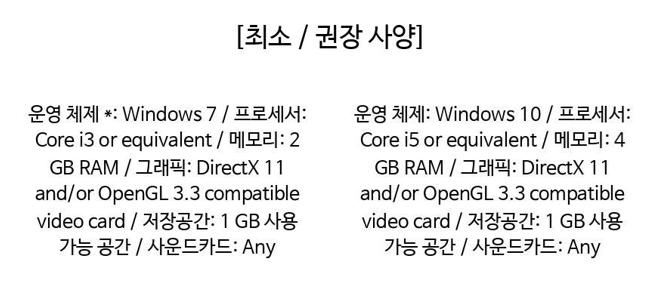 [최소 / 권장 사양]
운영 체제 *: Windows 7 / 프로세서:
Core i3 or equivalent / 메모리: 2
GB RAM / 그래픽: DirectX 11
and/or OpenGL 3.3 compatible
video card / 저장공간: 1 GB 사용
가능 공간 / 사운드카드: Any
운영 체제: Windows 10 / 프로세서:
Core i5 or equivalent / 메모리: 4
GB RAM / 그래픽: DirectX 11
and/or OpenGL 3.3 compatible
video card / 저장공간: 1 GB 사용
가능 공간 / 사운드카드: Any